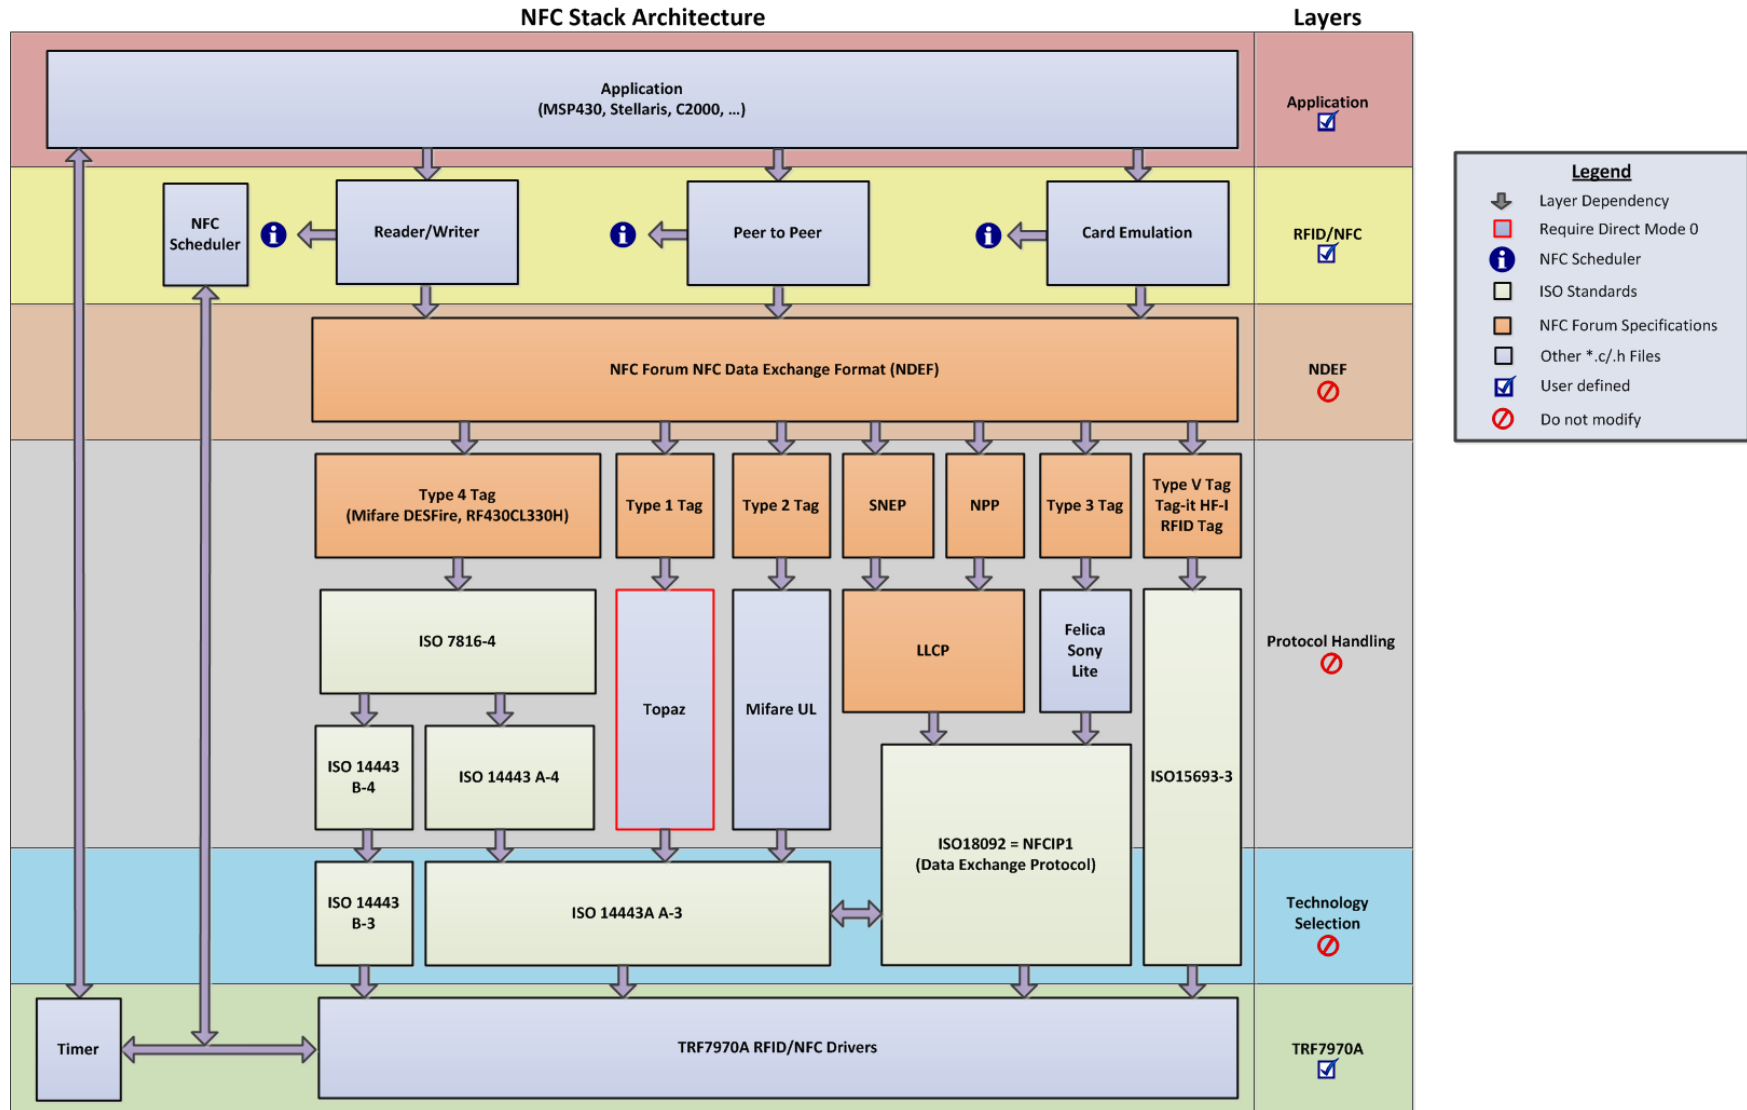 NFC Stack Architecture
Layers
Application
(MSP430, Stellaris, C2000, ...)
Application
NFC
Scheduler
Reader/Writer
Peer to Peer
Card Emulation
RFID/NFC
Legend
Layer Dependency
Require Direct Mode 0
NFC Scheduler
ISO Standards
NFC Forum Specifications
Other *.c/.h Files
User defined
Do not modify
NFC Forum NFC Data Exchange Format (NDEF)
NDEF
Type 4 Tag
(Mifare DESFire, RF430CL330H)
Type 1 Tag
Type 2 Tag
SNEP
NPP
Type 3 Tag
Type V Tag
Tag-it HF-I
RFID Tag
ISO 7816-4
Topaz
Mifare UL
LLCP
Felica
Sony
Lite
ISO15693-3
Protocol Handling
ISO 14443
B-4
ISO 14443 A-4
ISO18092 = NFCIP1
(Data Exchange Protocol)
ISO 14443
B-3
ISO 14443A A-3
Technology
Selection
Timer
TRF7970A RFID/NFC Drivers
TRF7970A